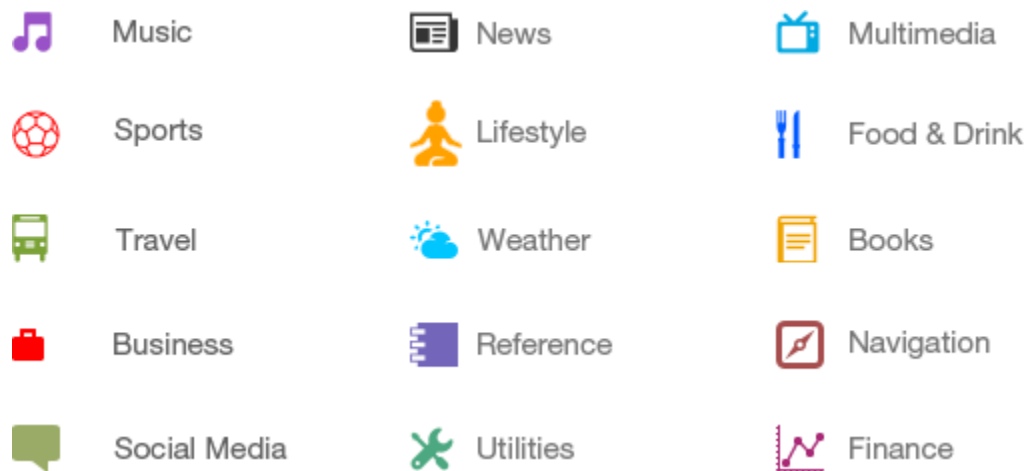 Music
News
Multimedia
Sports
Lifestyle
Food & Drink
Travel
Weather
Books
Business
Reference
Navigation
Social Media
Utilities
Finance